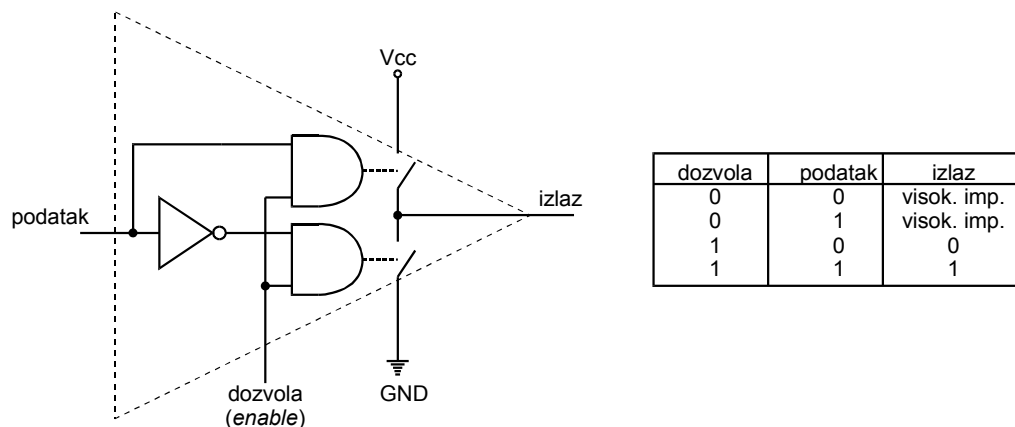 Vcc
podatak
izlaz
dozvola
(enable)
GND
dozvola podatak izlaz
0 0 visok. imp.
0 1 visok. imp.
1 0 0
1 1 1